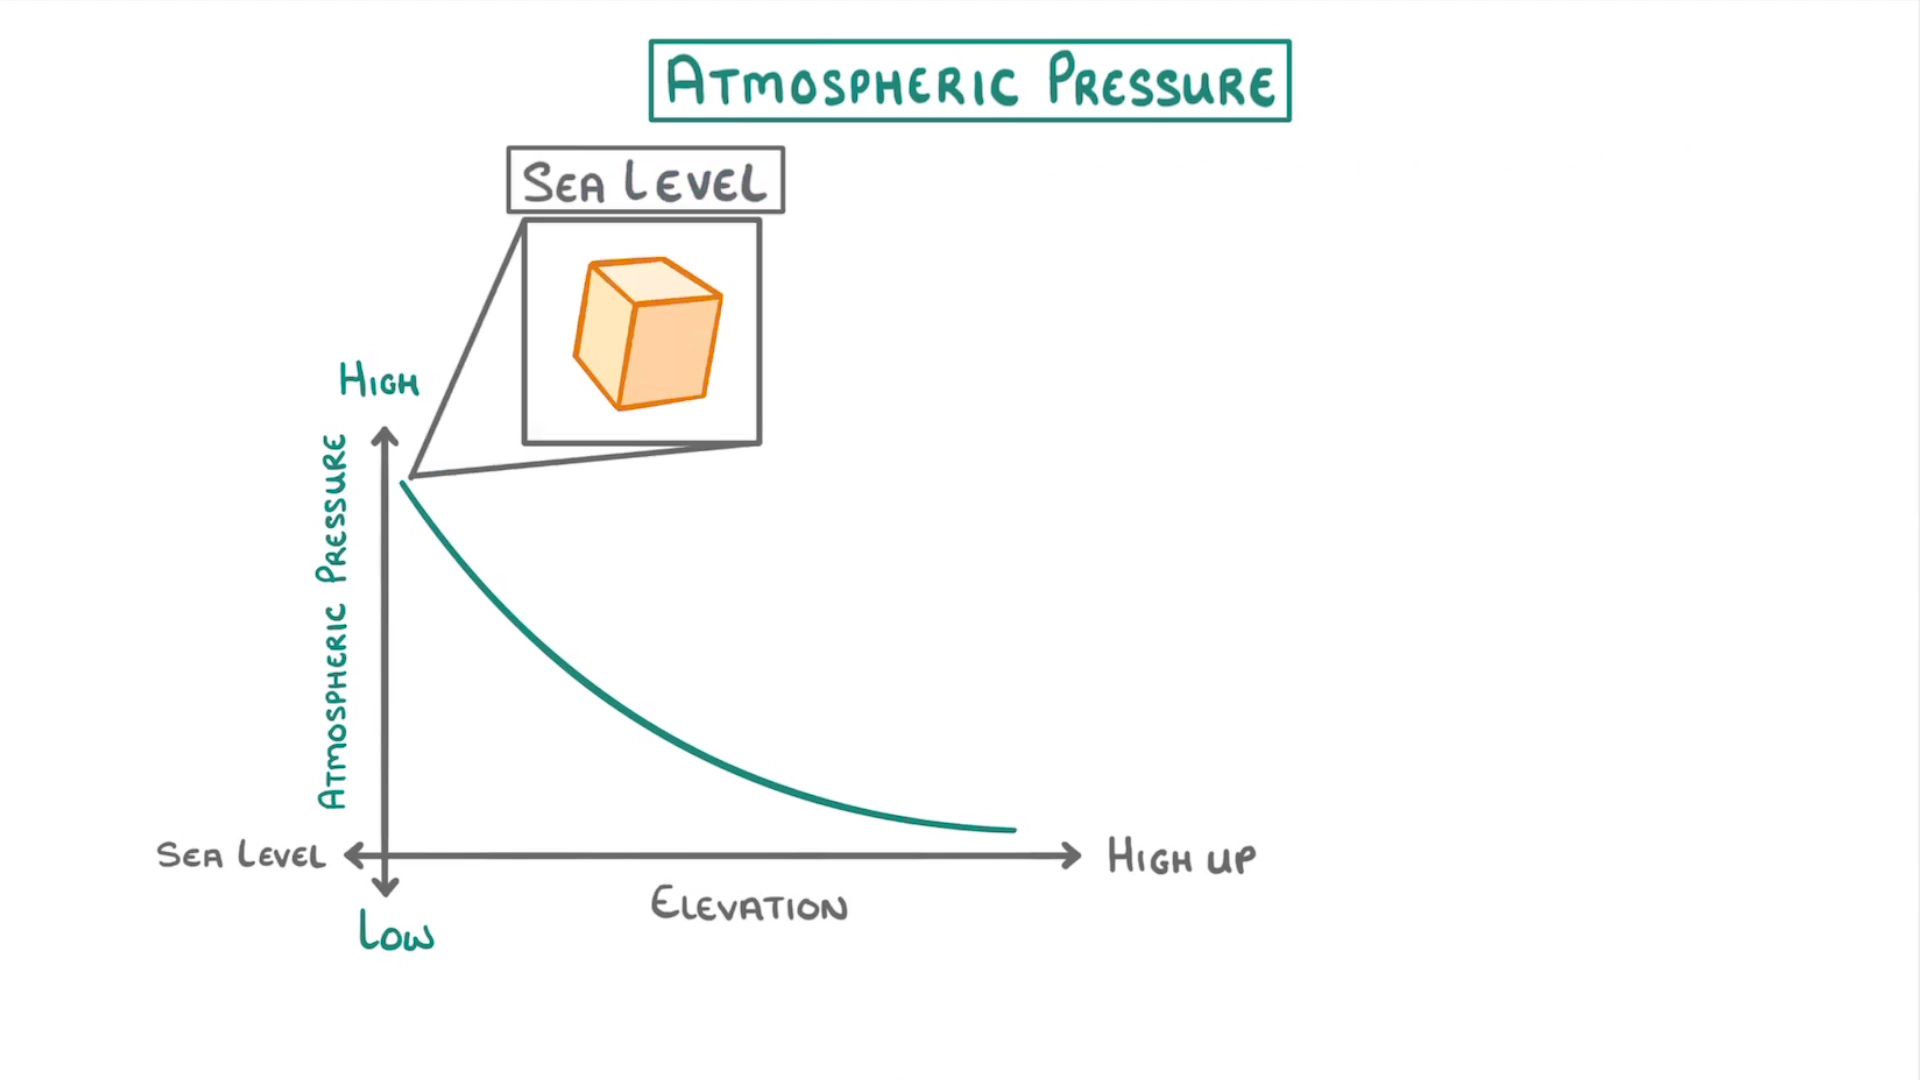 ATMOSPHERIC PRESSURE
SEA LEVEL
HIGH
ATMOSPHERIC PRESSURE
SEA LEVEL
HIGH UP
ELEVATION
LOW